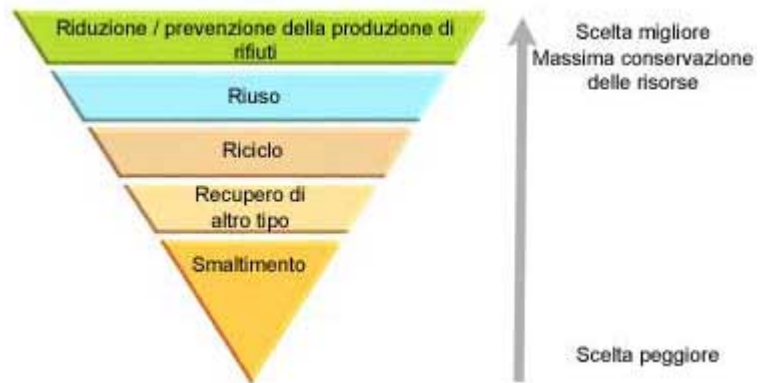 Riduzione / prevenzione della produzione di
rifiuti
Riuso
Riciclo
Recupero di
altro tipo
Smaltimento
Scelta migliore
Massima conservazione
delle risorse
Scelta peggiore